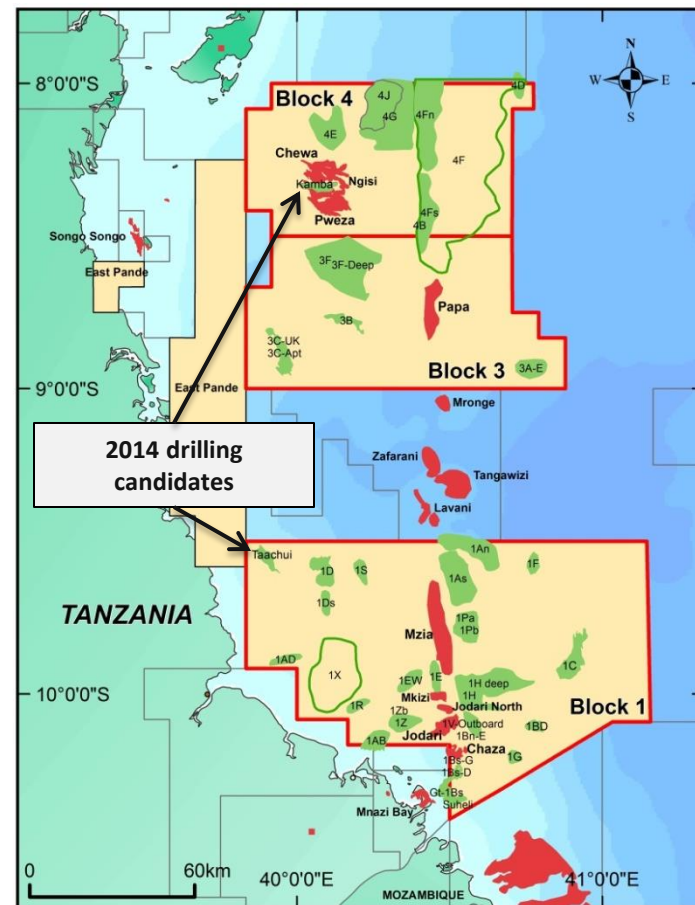 N
W E
S
8°0'0"S
Block 4
4D
4J
4G
4Fn
4E
4F
Chewa
Kamba
Ngisi
Pweza
4Fs
4B
Songo Songo
East Pande
3F
3F-Deep
Papa
3B
3C-UK
3C-Apt
3A-E
Block 3
9°0'0"S
East Pande
Mronge
2014 drilling
candidates
Zafarani
Tangawizi
Lavani
Taachui
1An
1D
1S
1F
1As
1Ds
TANZANIA
1Pa
Mzia
1Pb
1AD
1X
1C
1EW
1E
1H deep
10°0'0"S
Mkizi
1H
1R
1Zb
Jodari North
Block 1
1Z
1V-Outboard
1BD
Jodari
1Bn-E
1AB
Chaza
1Bs-G
1G
1Bs-D
Gt-1Bs
Mnazi Bay
Suheli
0 60km
40°0'0"E
41°0'0"E
MOZAMBIQUE